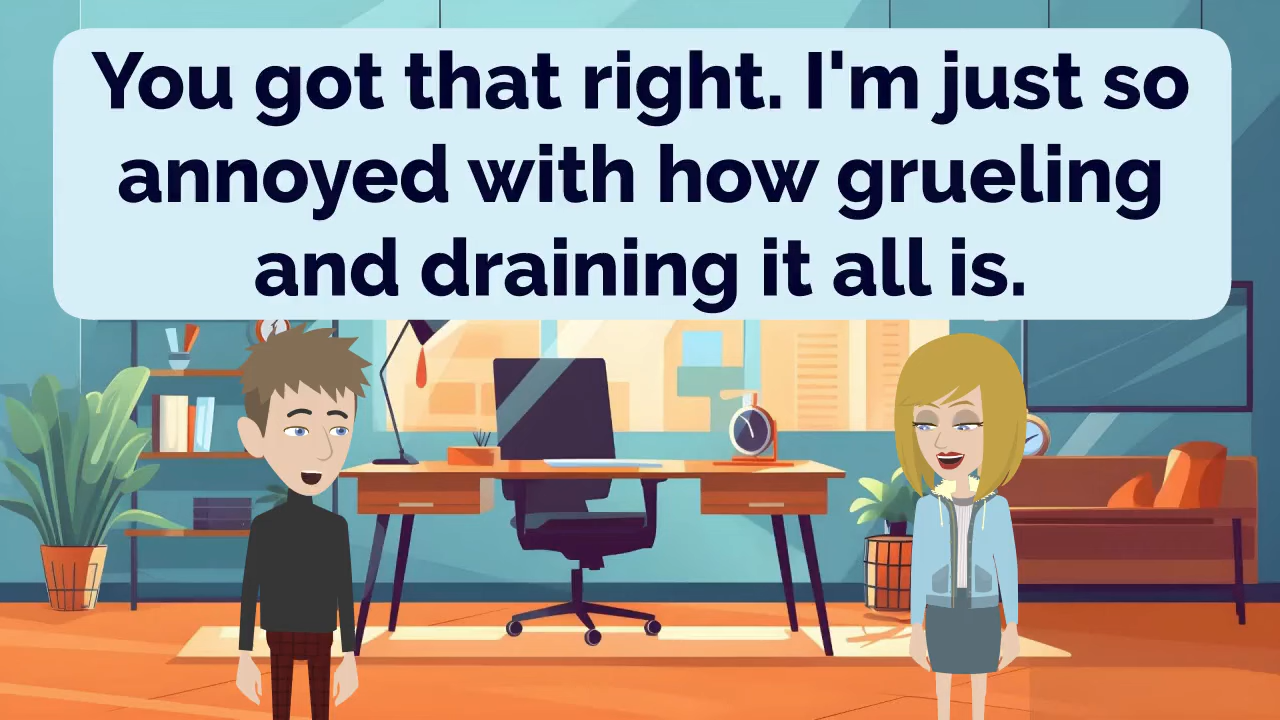 You got that right. I'm just so
annoyed with how grueling
and draining it all is.